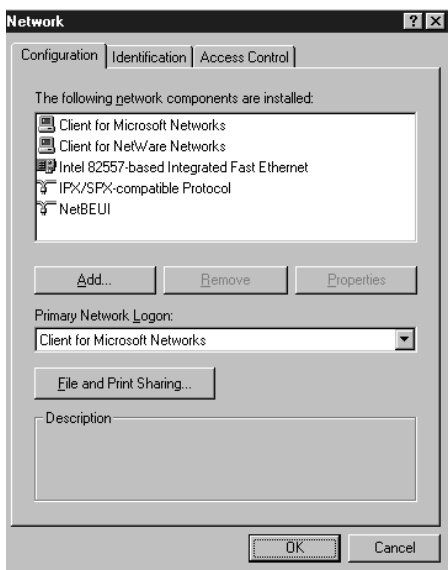 Network
Configuration Identification Access Control
The following network components are installed:
Client for Microsoft Networks
Client for NetWare Networks
Intel 82557-based Integrated Fast Ethernet
IPX/SPX-compatible Protocol
NetBEUI
Add... Remove Properties
Primary Network Logon:
Client for Microsoft Networks
File and Print Sharing...
Description
OK Cancel